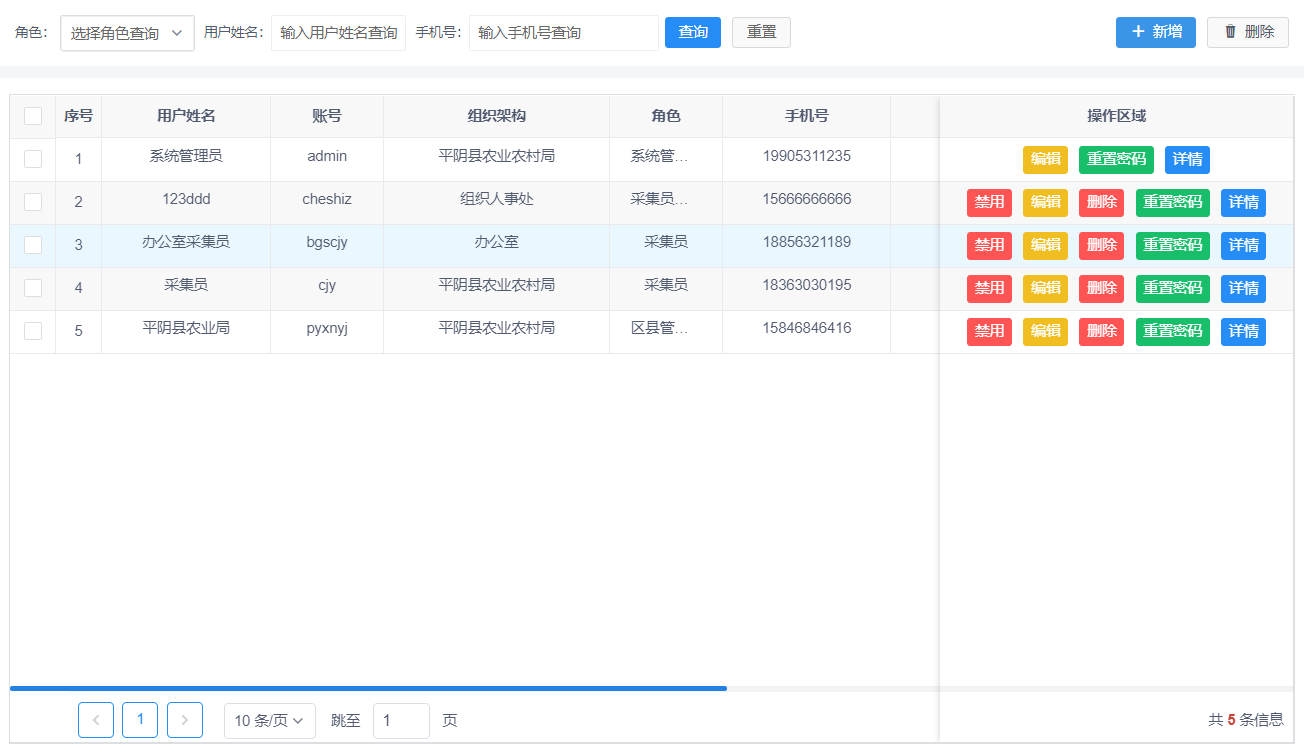 角色: 选择角色查询 用户姓名: 输入用户姓名查询 手机号: 输入手机号查询 查询 重置 + 新增 删除
序号 用户姓名 账号 组织架构 角色 手机号 操作区域
1 系统管理员 admin 平阴县农业农村局 系统管... 19905311235 编辑 重置密码 详情
2 123ddd cheshiz 组织人事处 采集员... 15666666666 禁用 编辑 删除 重置密码 详情
3 办公室采集员 bgscjy 办公室 采集员 18856321189 禁用 编辑 删除 重置密码 详情
4 采集员 cjy 平阴县农业农村局 采集员 18363030195 禁用 编辑 删除 重置密码 详情
5 平阴县农业局 pyxnyj 平阴县农业农村局 区县管... 15846846416 禁用 编辑 删除 重置密码 详情
< 1 > 10 条/页 跳至 1 页 共 5 条信息